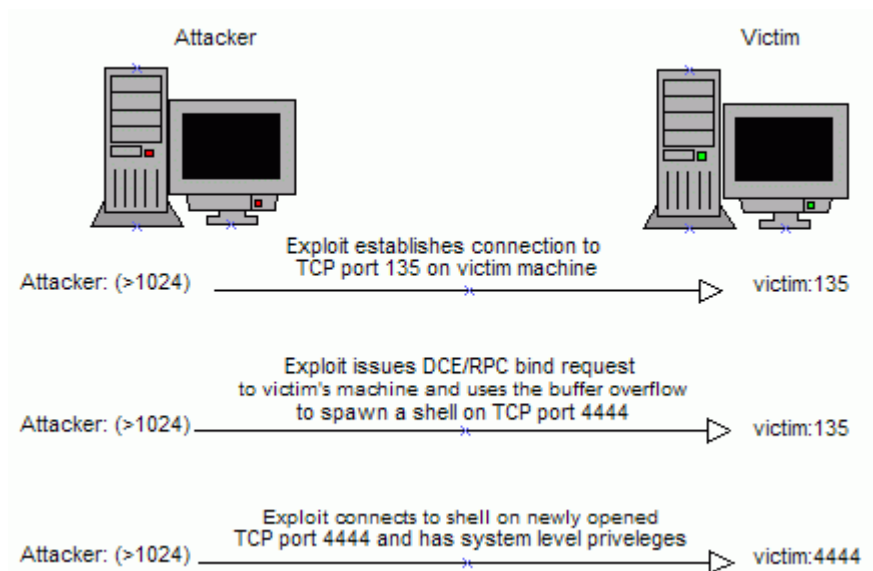 Attacker
Victim
Exploit establishes connection to
TCP port 135 on victim machine
Attacker: (>1024)
victim:135
Exploit issues DCE/RPC bind request
to victim's machine and uses the buffer overflow
to spawn a shell on TCP port 4444
Attacker: (>1024)
victim:135
Exploit connects to shell on newly opened
TCP port 4444 and has system level priveleges
Attacker: (>1024)
victim:4444